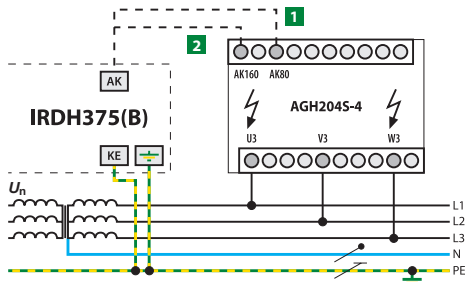 1
2
AK160 AK80
AK
IRDH375(B)
AGH204S-4
U3 V3 W3
KE
Un
L1
L2
L3
N
PE